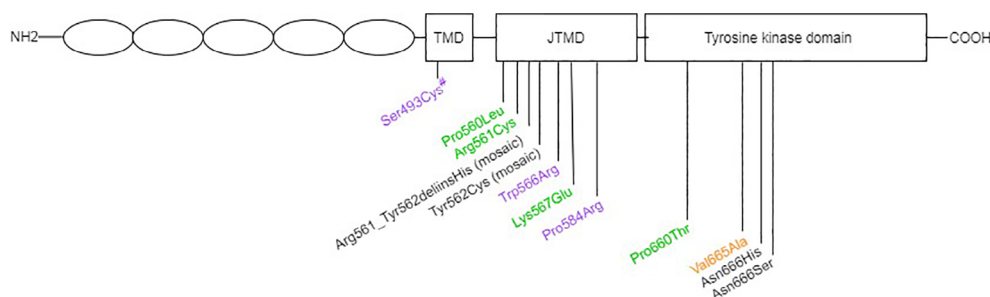 NH2
TMD
JTMD
Tyrosine kinase domain
COOH
Ser493Cys#
Pro560Leu
Arg561Cys
Arg561_Tyr562deliinsHis (mosaic)
Tyr562Cys (mosaic)
Trp566Arg
Lys567Glu
Pro584Arg
Pro660Thr
Val665Ala
Asn666His
Asn666Ser